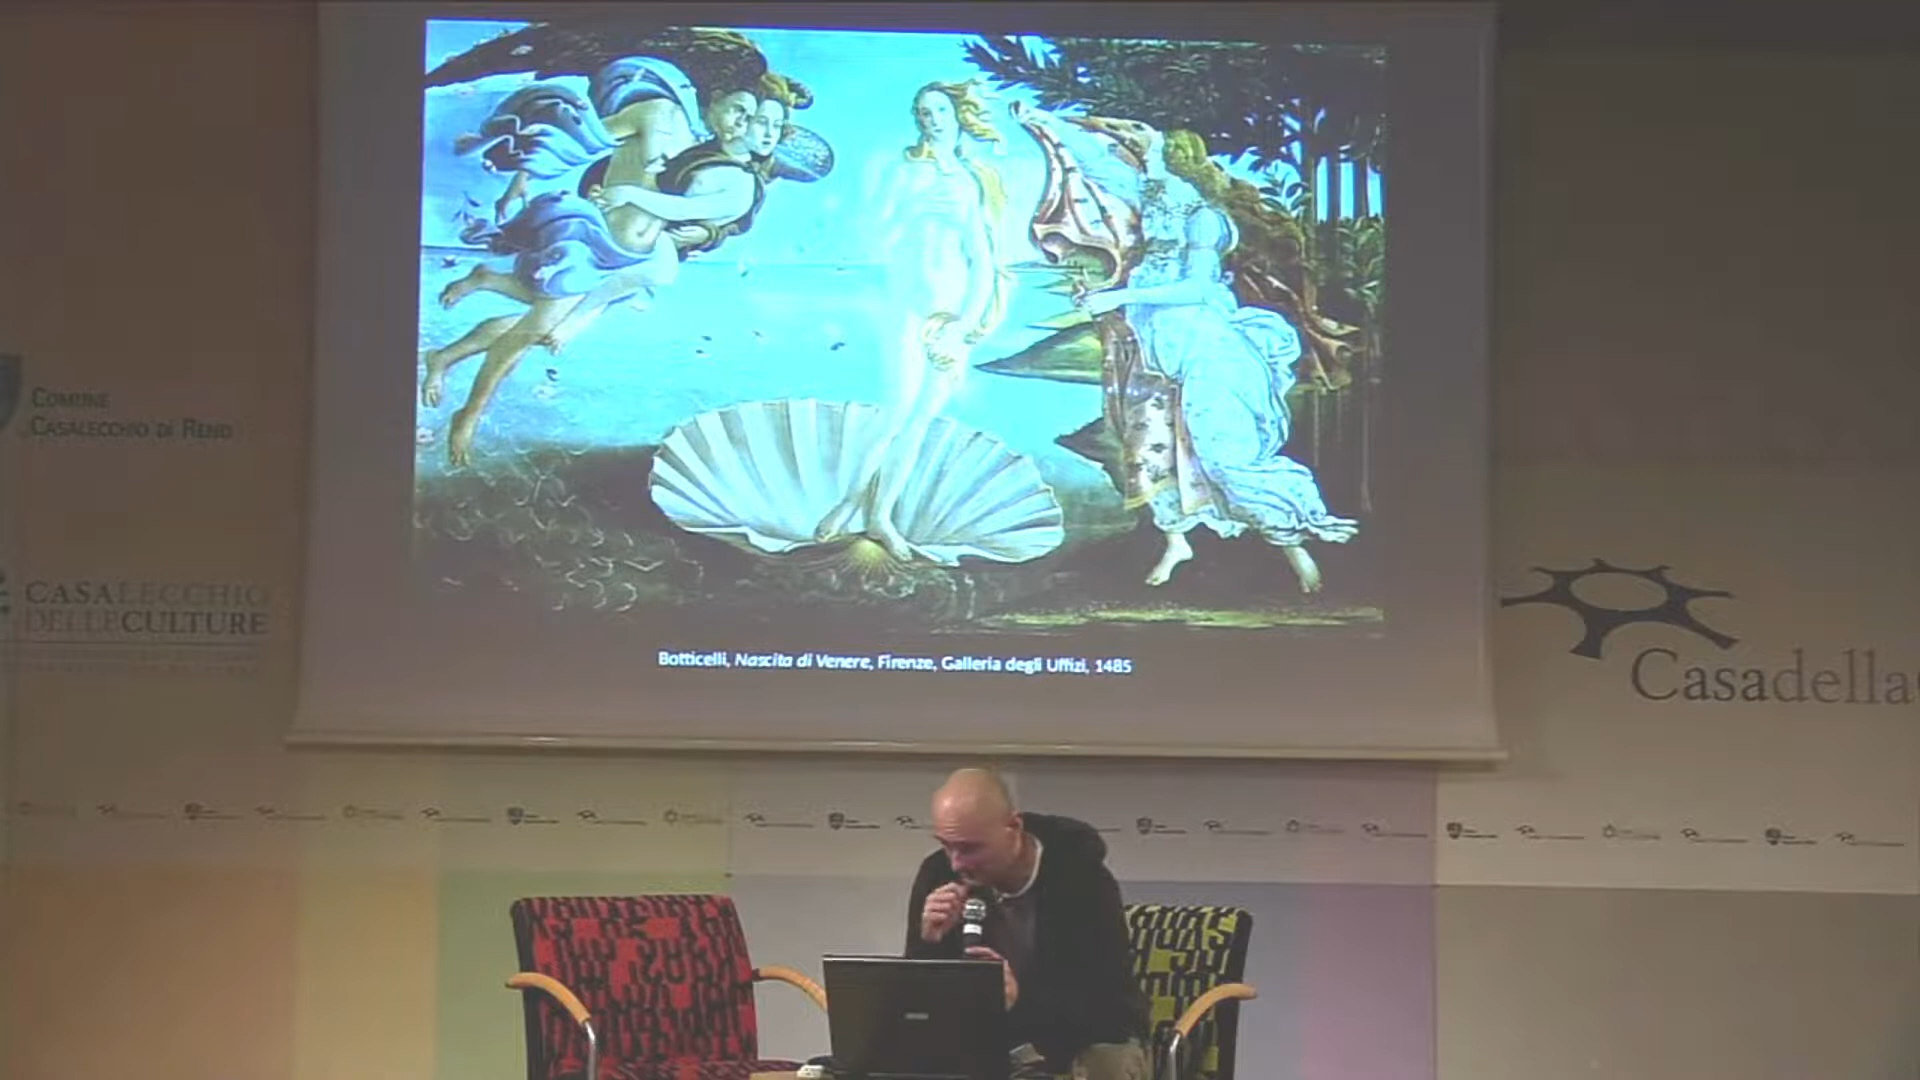 Comune
Casalecchio di Reno
CASALECCHIO
DELLECULTURE
Botticelli, Nascita di Venere, Firenze, Galleria degli Uffizi, 1485
Casadella